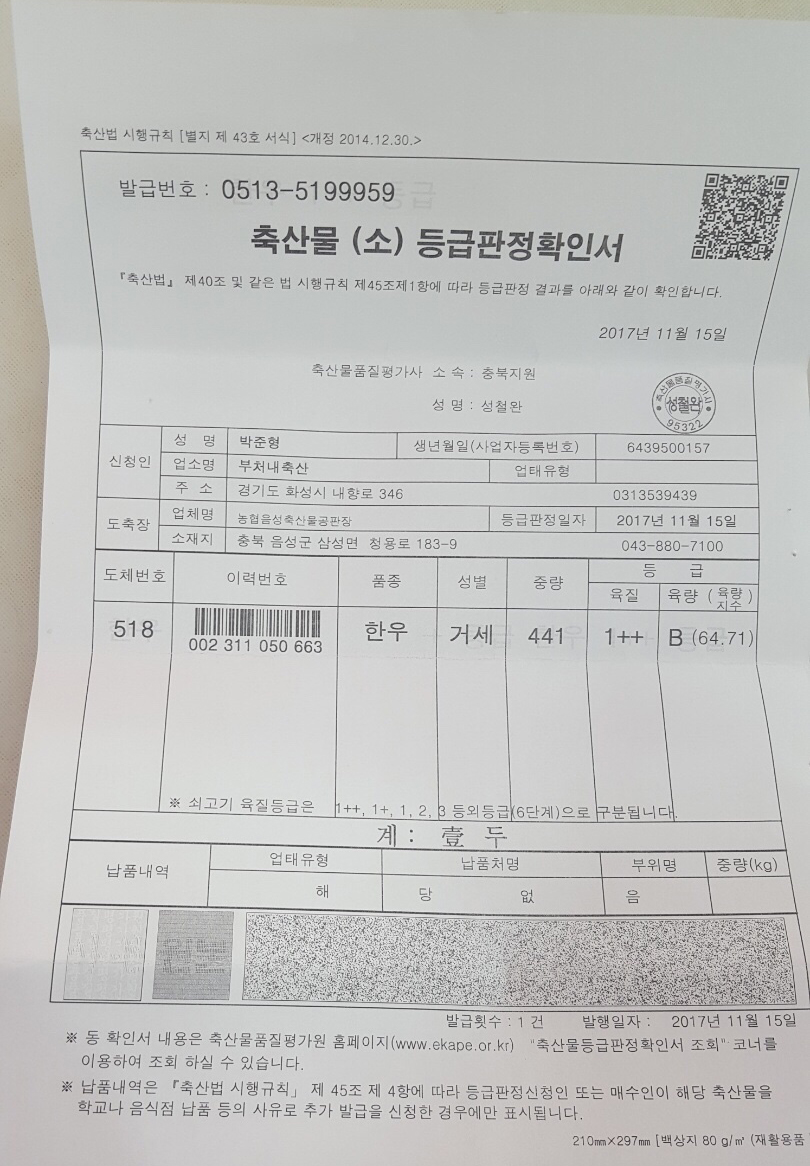 축산법 시행규칙 [별지 제 43호 서식] <개정 2014.12.30.>
발급번호 : 0513-5199959
축산물 (소) 등급판정확인서
『축산법』 제40조 및 같은 법 시행규칙 제45조제1항에 따라 등급판정 결과를 아래와 같이 확인합니다.
2017년 11월 15일
축산물품질평가사 소 속 : 충북지원
성 명 : 성철완
축산물품질평가사 성철완 95322
신청인 성 명 박준형 생년월일(사업자등록번호) 6439500157
업소명 부처내축산 업태유형
주 소 경기도 화성시 내향로 346 0313539439
도축장 업체명 농협음성축산물공판장 등급판정일자 2017년 11월 15일
소재지 충북 음성군 삼성면 청용로 183-9 043-880-7100
도체번호 이력번호 품종 성별 중량 등 급
육질 육량 (육량지수)
518 002 311 050 663 한우 거세 441 1++ B (64.71)
※ 쇠고기 육질등급은 1++, 1+, 1, 2, 3 등외등급(6단계)으로 구분됩니다.
계 : 壹 두
납품내역 업태유형 납품처명 부위명 중량(kg)
해 당 없 음
발급횟수 : 1 건 발행일자 : 2017년 11월 15일
※ 동 확인서 내용은 축산물품질평가원 홈페이지(www.ekape.or.kr) "축산물등급판정확인서 조회" 코너를
이용하여 조회 하실 수 있습니다.
※ 납품내역은 『축산법 시행규칙』 제 45조 제 4항에 따라 등급판정신청인 또는 매수인이 해당 축산물을
학교나 음식점 납품 등의 사유로 추가 발급을 신청한 경우에만 표시됩니다.
210㎜×297㎜ [백상지 80 g/㎡ (재활용품